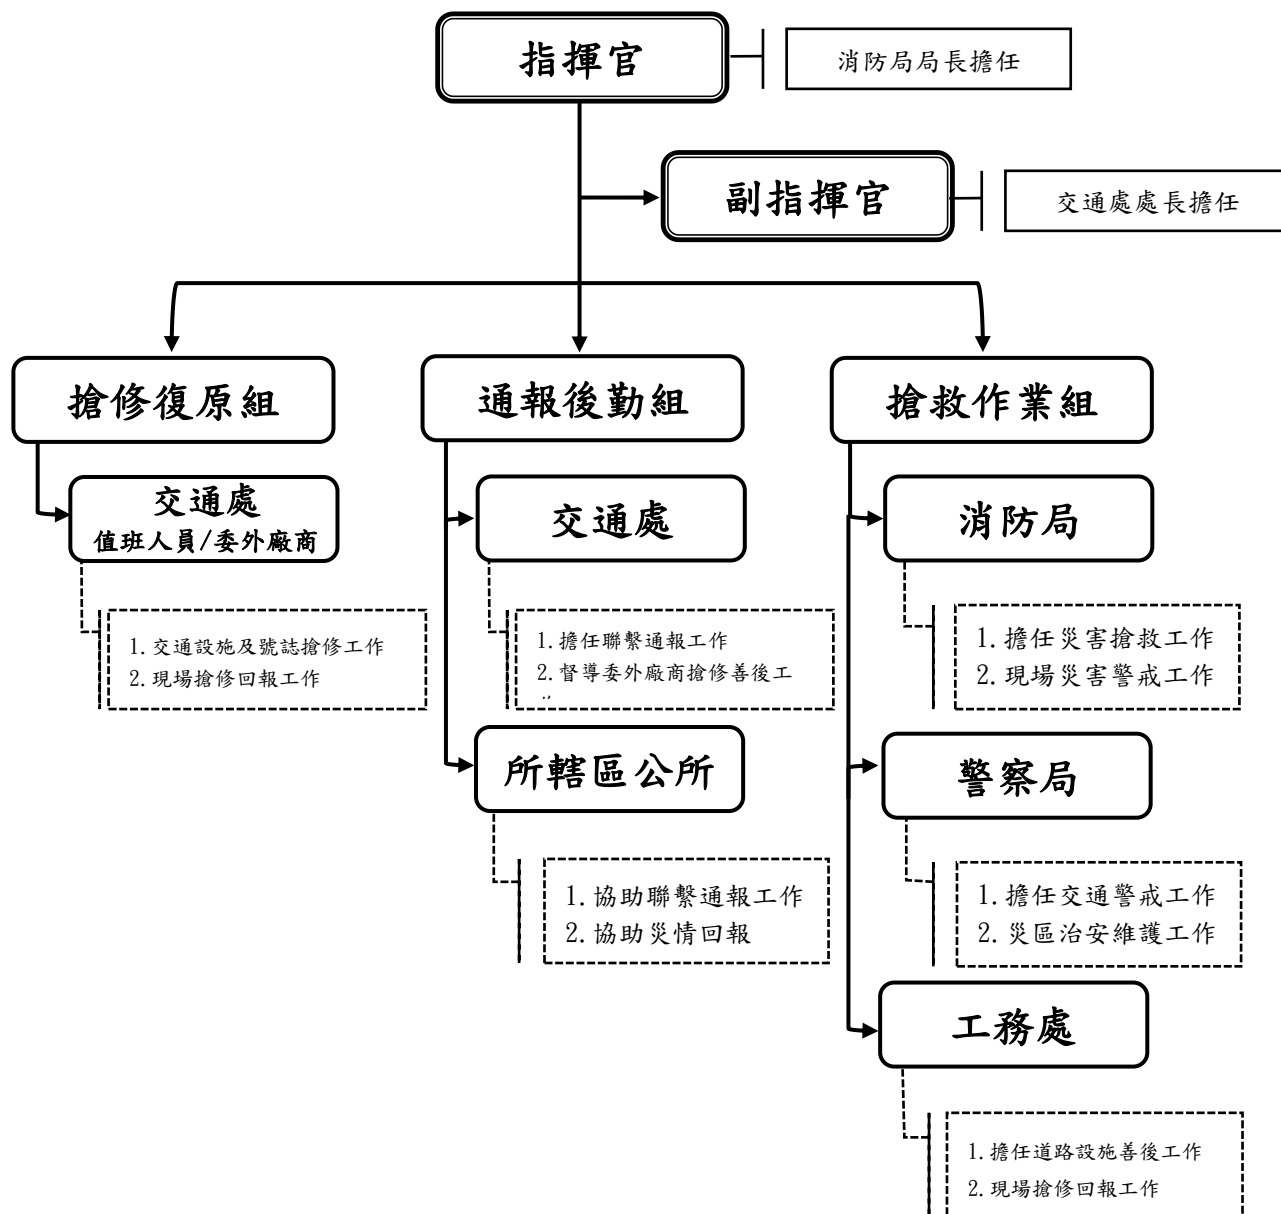 指揮官
消防局局長擔任
副指揮官
交通處處長擔任
搶修復原組
通報後勤組
搶救作業組
交通處
值班人員/委外廠商
1. 交通設施及號誌搶修工作
2. 現場搶修回報工作
交通處
1. 擔任聯繫通報工作
2. 督導委外廠商搶修善後工
所轄區公所
1. 協助聯繫通報工作
2. 協助災情回報
消防局
1. 擔任災害搶救工作
2. 現場災害警戒工作
警察局
1. 擔任交通警戒工作
2. 災區治安維護工作
工務處
1. 擔任道路設施善後工作
2. 現場搶修回報工作